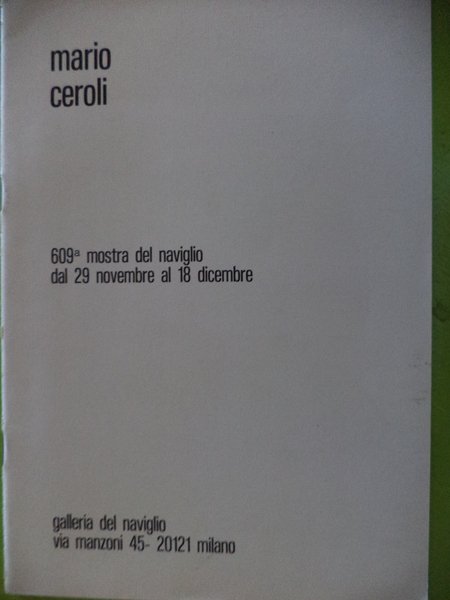 mario
ceroli
609ª mostra del naviglio
dal 29 novembre al 18 dicembre
galleria del naviglio
via manzoni 45- 20121 milano